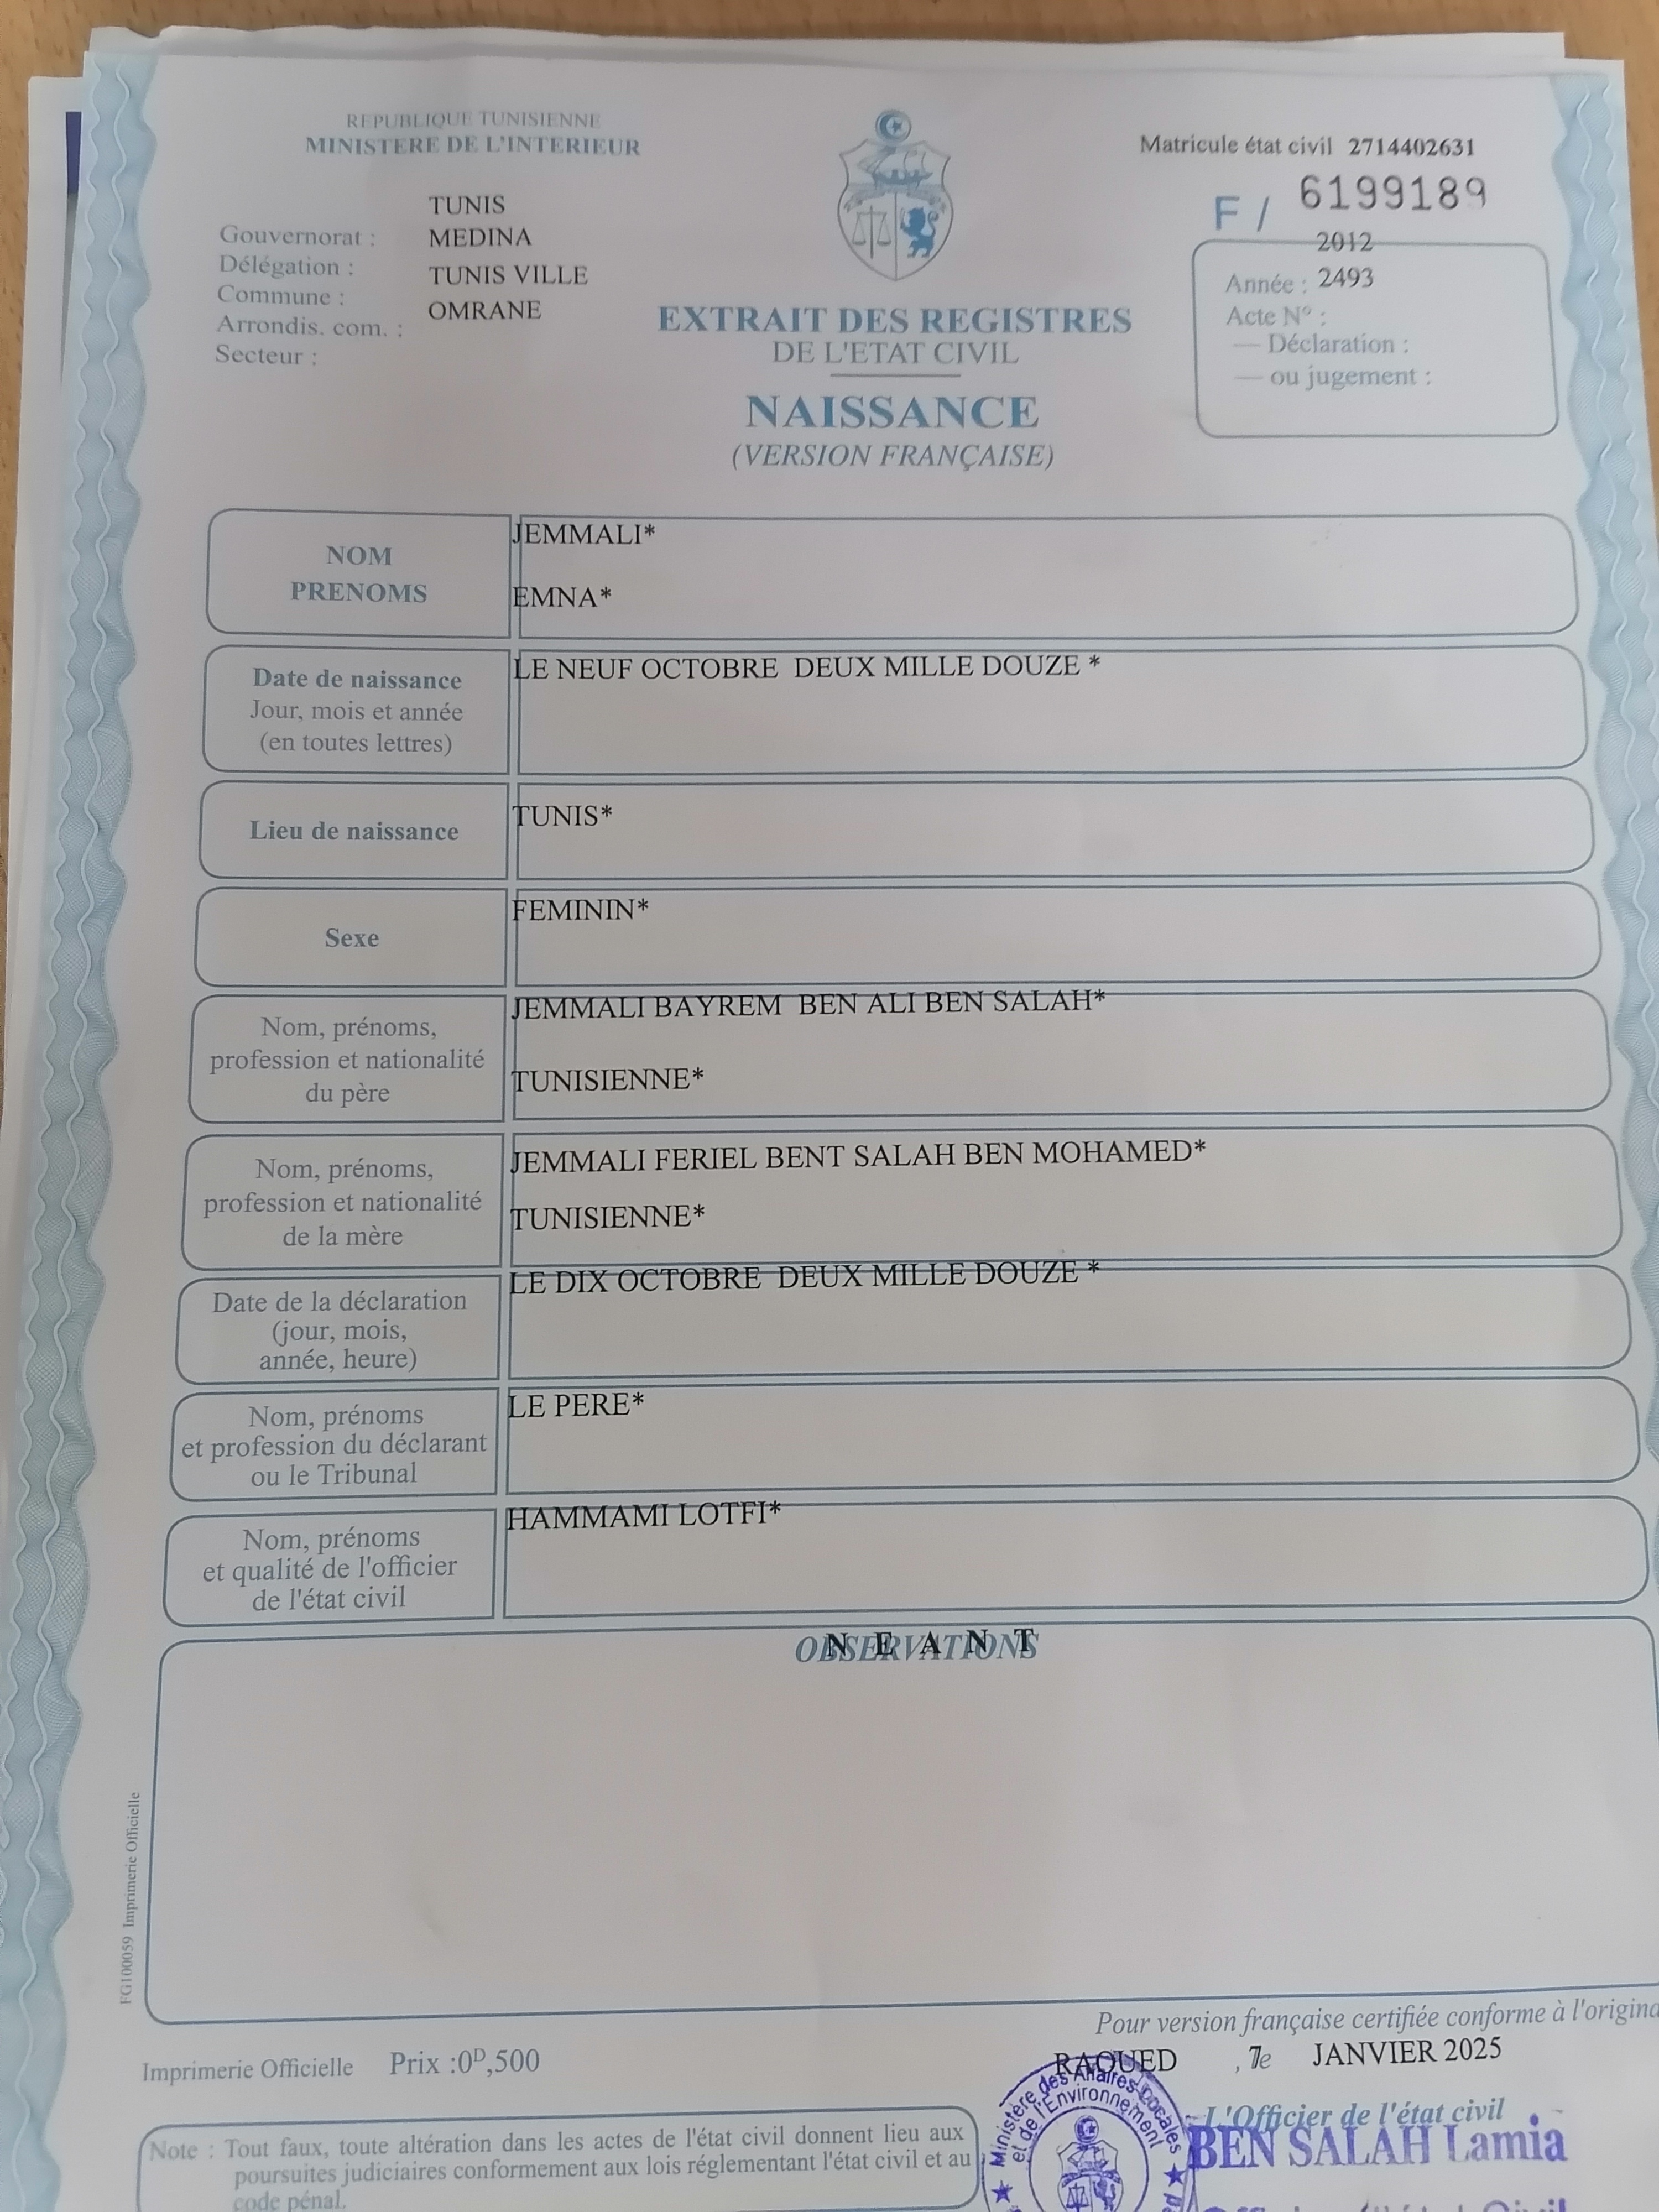 REPUBLIQUE TUNISIENNE
MINISTERE DE L'INTERIEUR
Matricule état civil 2714402631
F / 6199189
TUNIS
Gouvernorat : MEDINA
Délégation : TUNIS VILLE
Commune : OMRANE
Arrondis. com. :
Secteur :
2012
Année : 2493
Acte N° :
— Déclaration :
— ou jugement :
EXTRAIT DES REGISTRES
DE L'ETAT CIVIL
NAISSANCE
(VERSION FRANÇAISE)
NOM
PRENOMS
JEMMALI*
EMNA*
Date de naissance
Jour, mois et année
(en toutes lettres)
LE NEUF OCTOBRE DEUX MILLE DOUZE *
Lieu de naissance
TUNIS*
Sexe
FEMININ*
Nom, prénoms,
profession et nationalité
du père
JEMMALI BAYREM BEN ALI BEN SALAH*
TUNISIENNE*
Nom, prénoms,
profession et nationalité
de la mère
JEMMALI FERIEL BENT SALAH BEN MOHAMED*
TUNISIENNE*
Date de la déclaration
(jour, mois,
année, heure)
LE DIX OCTOBRE DEUX MILLE DOUZE *
Nom, prénoms
et profession du déclarant
ou le Tribunal
LE PERE*
Nom, prénoms
et qualité de l'officier
de l'état civil
HAMMAMI LOTFI*
OBSERVATIONS
N E A N T
FG100059 Imprimerie Officielle
Pour version française certifiée conforme à l'origina
Imprimerie Officielle Prix :0D,500
RAOUED , le 7 JANVIER 2025
L'Officier de l'état civil
BEN SALAH Lamia
Ministère des Affaires Locales
et de l'Environnement
Note : Tout faux, toute altération dans les actes de l'état civil donnent lieu aux
poursuites judiciaires conformement aux lois réglementant l'état civil et au
code pénal.